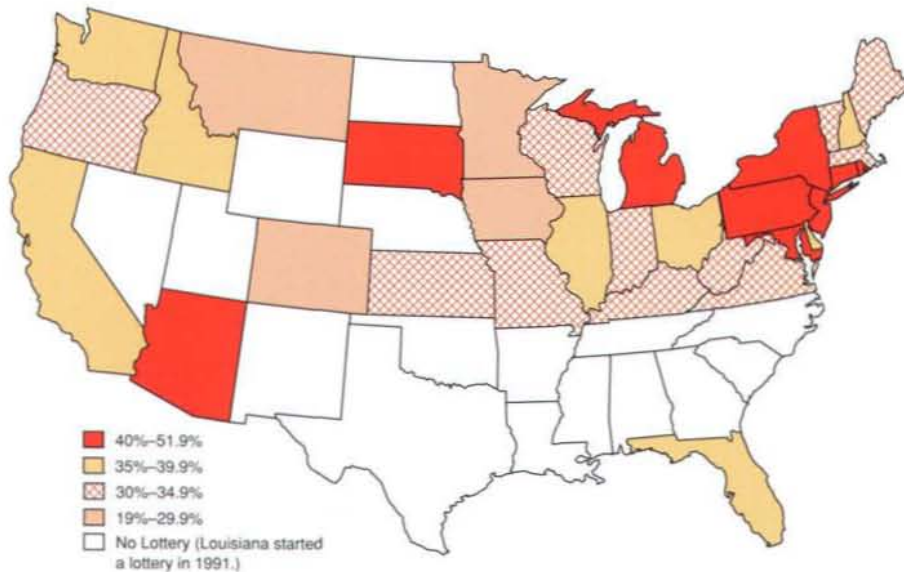 40%–51.9%
35%–39.9%
30%–34.9%
19%–29.9%
No Lottery (Louisiana started
a lottery in 1991.)